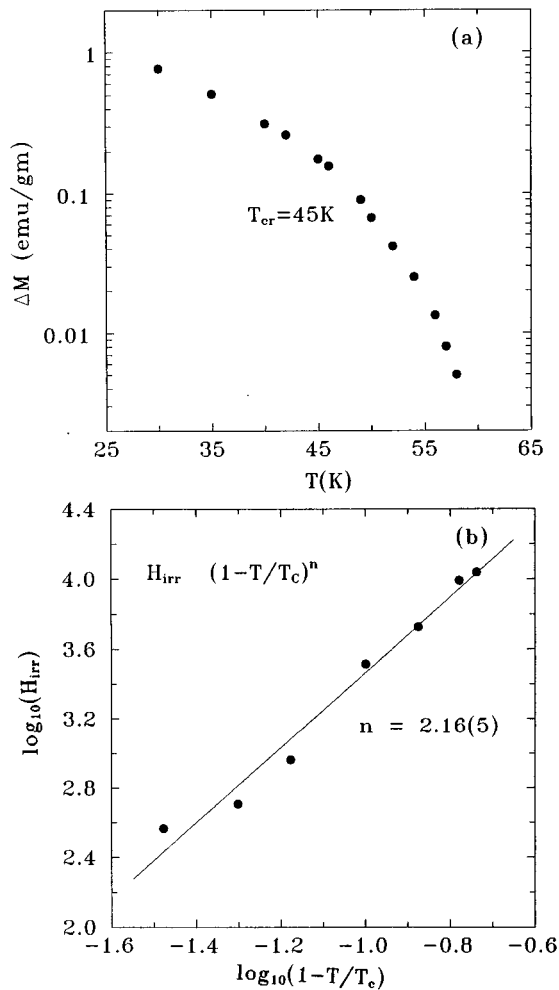 (a)
1
0.1
0.01
ΔM (emu/gm)
T_cr=45K
25 35 45 55 65
T(K)
(b)
4.4
4.0
3.6
3.2
2.8
2.4
2.0
log₁₀(H_irr)
H_irr (1−T/T_C)ⁿ
n = 2.16(5)
−1.6 −1.4 −1.2 −1.0 −0.8 −0.6
log₁₀(1−T/T_c)